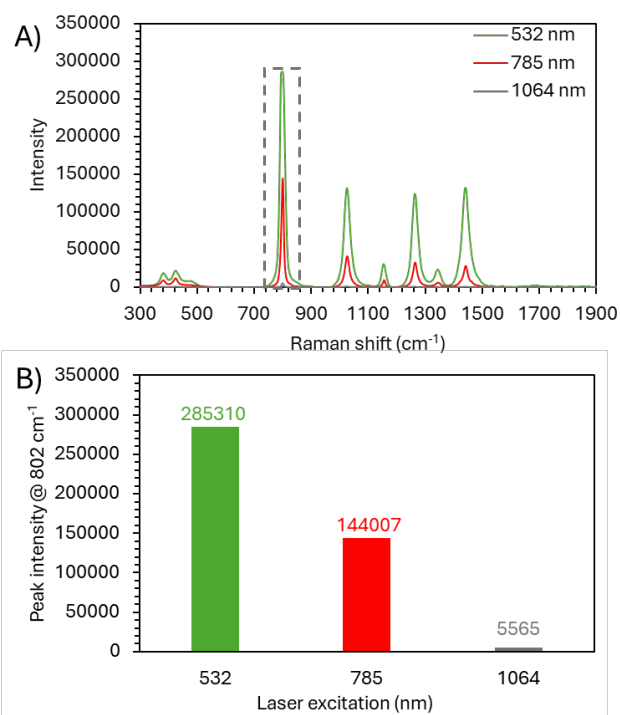 A)
350000
300000
250000
200000
150000
100000
50000
0
Intensity
532 nm
785 nm
1064 nm
300 500 700 900 1100 1300 1500 1700 1900
Raman shift (cm⁻¹)
B)
350000
300000
250000
200000
150000
100000
50000
0
Peak intensity @ 802 cm⁻¹
285310
144007
5565
532 785 1064
Laser excitation (nm)